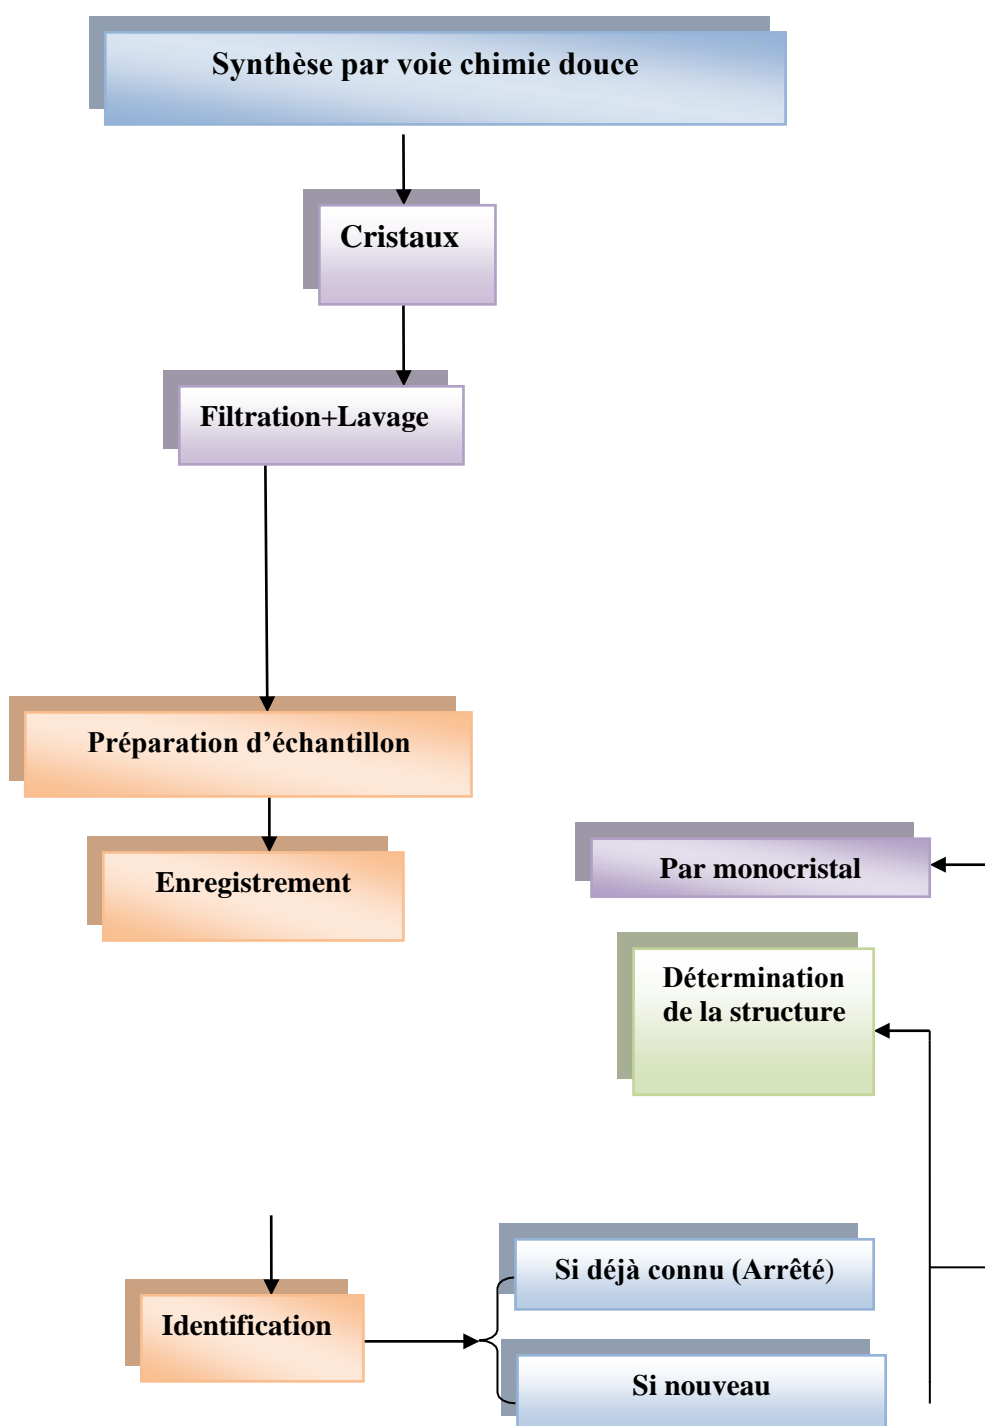 Synthèse par voie chimie douce
Cristaux
Filtration+Lavage
Préparation d’échantillon
Enregistrement
Par monocristal
Détermination
de la structure
Si déjà connu (Arrêté)
Identification
Si nouveau